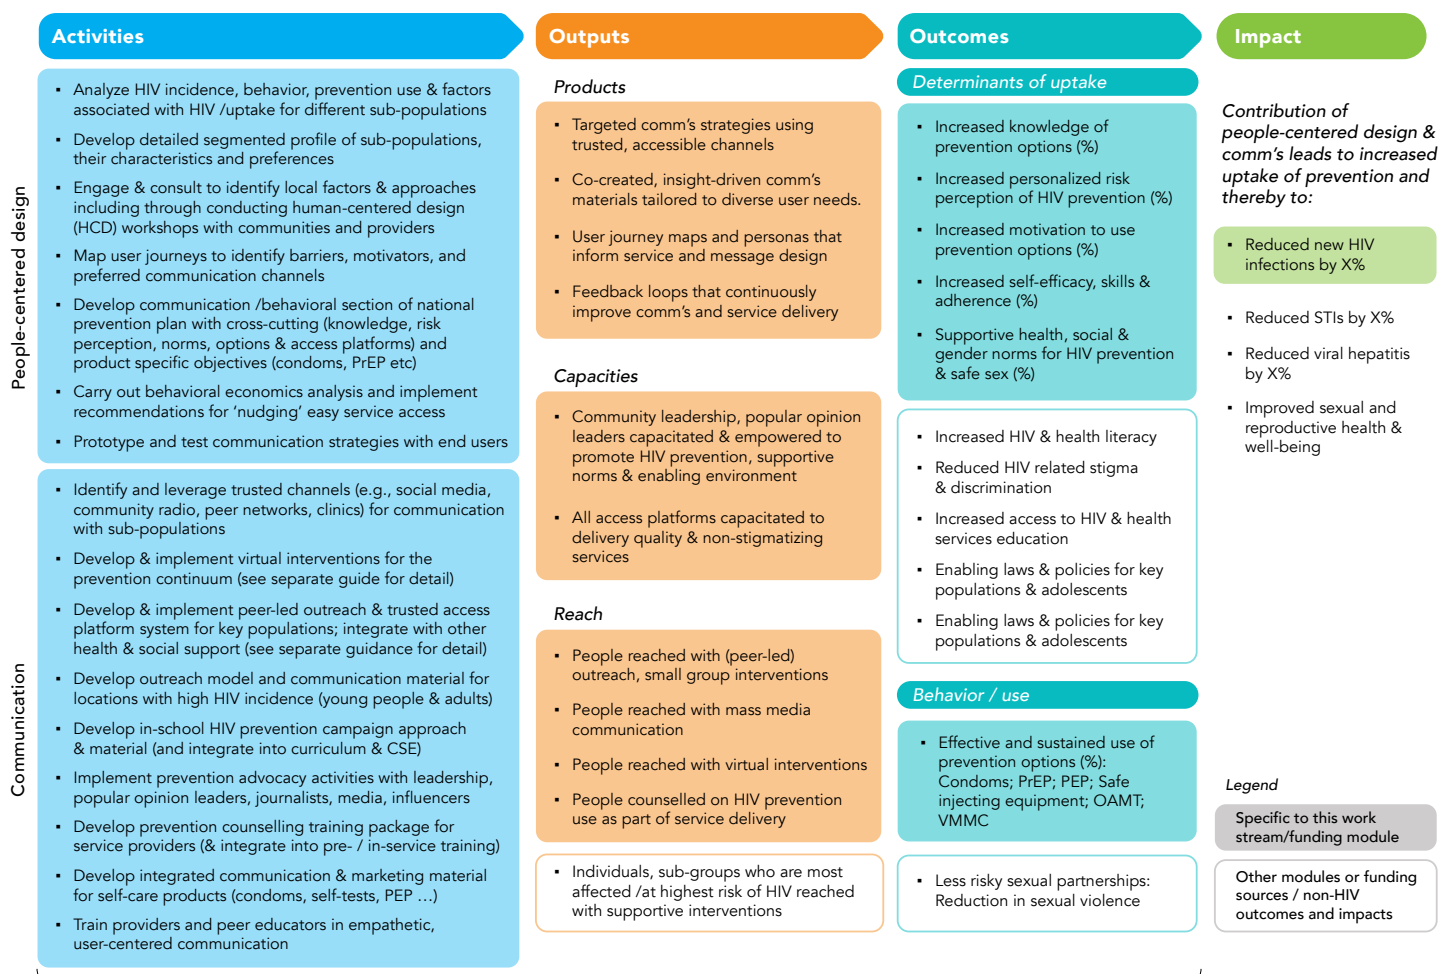 Activities
People-centered design
▪ Analyze HIV incidence, behavior, prevention use & factors
associated with HIV /uptake for different sub-populations
▪ Develop detailed segmented profile of sub-populations,
their characteristics and preferences
▪ Engage & consult to identify local factors & approaches
including through conducting human-centered design
(HCD) workshops with communities and providers
▪ Map user journeys to identify barriers, motivators, and
preferred communication channels
▪ Develop communication /behavioral section of national
prevention plan with cross-cutting (knowledge, risk
perception, norms, options & access platforms) and
product specific objectives (condoms, PrEP etc)
▪ Carry out behavioral economics analysis and implement
recommendations for ‘nudging’ easy service access
▪ Prototype and test communication strategies with end users
Communication
▪ Identify and leverage trusted channels (e.g., social media,
community radio, peer networks, clinics) for communication
with sub-populations
▪ Develop & implement virtual interventions for the
prevention continuum (see separate guide for detail)
▪ Develop & implement peer-led outreach & trusted access
platform system for key populations; integrate with other
health & social support (see separate guidance for detail)
▪ Develop outreach model and communication material for
locations with high HIV incidence (young people & adults)
▪ Develop in-school HIV prevention campaign approach
& material (and integrate into curriculum & CSE)
▪ Implement prevention advocacy activities with leadership,
popular opinion leaders, journalists, media, influencers
▪ Develop prevention counselling training package for
service providers (& integrate into pre- / in-service training)
▪ Develop integrated communication & marketing material
for self-care products (condoms, self-tests, PEP …)
▪ Train providers and peer educators in empathetic,
user-centered communication
Outputs
Products
▪ Targeted comm’s strategies using
trusted, accessible channels
▪ Co-created, insight-driven comm’s
materials tailored to diverse user needs.
▪ User journey maps and personas that
inform service and message design
▪ Feedback loops that continuously
improve comm’s and service delivery
Capacities
▪ Community leadership, popular opinion
leaders capacitated & empowered to
promote HIV prevention, supportive
norms & enabling environment
▪ All access platforms capacitated to
delivery quality & non-stigmatizing
services
Reach
▪ People reached with (peer-led)
outreach, small group interventions
▪ People reached with mass media
communication
▪ People reached with virtual interventions
▪ People counselled on HIV prevention
use as part of service delivery
▪ Individuals, sub-groups who are most
affected /at highest risk of HIV reached
with supportive interventions
Outcomes
Determinants of uptake
▪ Increased knowledge of
prevention options (%)
▪ Increased personalized risk
perception of HIV prevention (%)
▪ Increased motivation to use
prevention options (%)
▪ Increased self-efficacy, skills &
adherence (%)
▪ Supportive health, social &
gender norms for HIV prevention
& safe sex (%)
▪ Increased HIV & health literacy
▪ Reduced HIV related stigma
& discrimination
▪ Increased access to HIV & health
services education
▪ Enabling laws & policies for key
populations & adolescents
▪ Enabling laws & policies for key
populations & adolescents
Behavior / use
▪ Effective and sustained use of
prevention options (%):
Condoms; PrEP; PEP; Safe
injecting equipment; OAMT;
VMMC
▪ Less risky sexual partnerships:
Reduction in sexual violence
Impact
Contribution of
people-centered design &
comm’s leads to increased
uptake of prevention and
thereby to:
▪ Reduced new HIV
infections by X%
▪ Reduced STIs by X%
▪ Reduced viral hepatitis
by X%
▪ Improved sexual and
reproductive health &
well-being
Legend
Specific to this work
stream/funding module
Other modules or funding
sources / non-HIV
outcomes and impacts